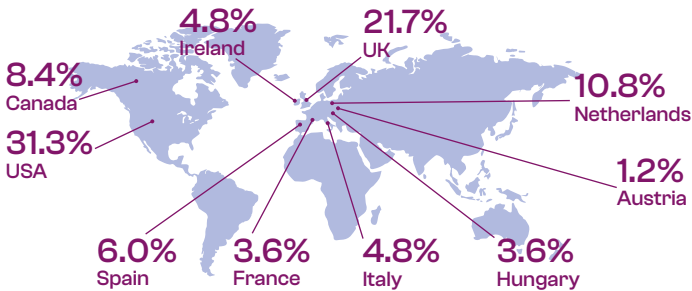 4.8%
Ireland
21.7%
UK
8.4%
Canada
10.8%
Netherlands
31.3%
USA
1.2%
Austria
6.0%
Spain
3.6%
France
4.8%
Italy
3.6%
Hungary